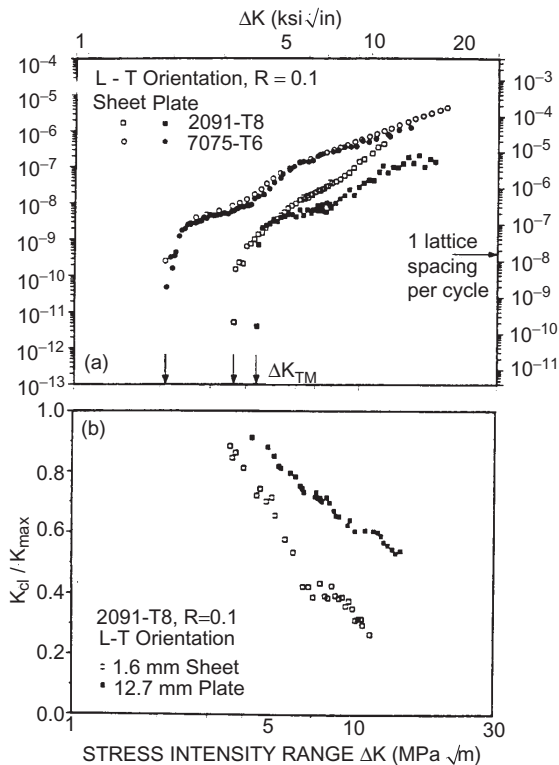 ΔK (ksi √in)
1 5 10 20
10⁻⁴
10⁻⁵
10⁻⁶
10⁻⁷
10⁻⁸
10⁻⁹
10⁻¹⁰
10⁻¹¹
10⁻¹²
10⁻¹³
L - T Orientation, R = 0.1
Sheet Plate
2091-T8
7075-T6
10⁻³
10⁻⁴
10⁻⁵
10⁻⁶
10⁻⁷
10⁻⁸
10⁻⁹
10⁻¹⁰
10⁻¹¹
1 lattice
spacing
per cycle
(a)
ΔK_TM
(b)
K_cl / K_max
1.0
0.8
0.6
0.4
0.2
0.0
2091-T8, R=0.1
L-T Orientation
1.6 mm Sheet
12.7 mm Plate
1 5 10 30
STRESS INTENSITY RANGE ΔK (MPa √m)